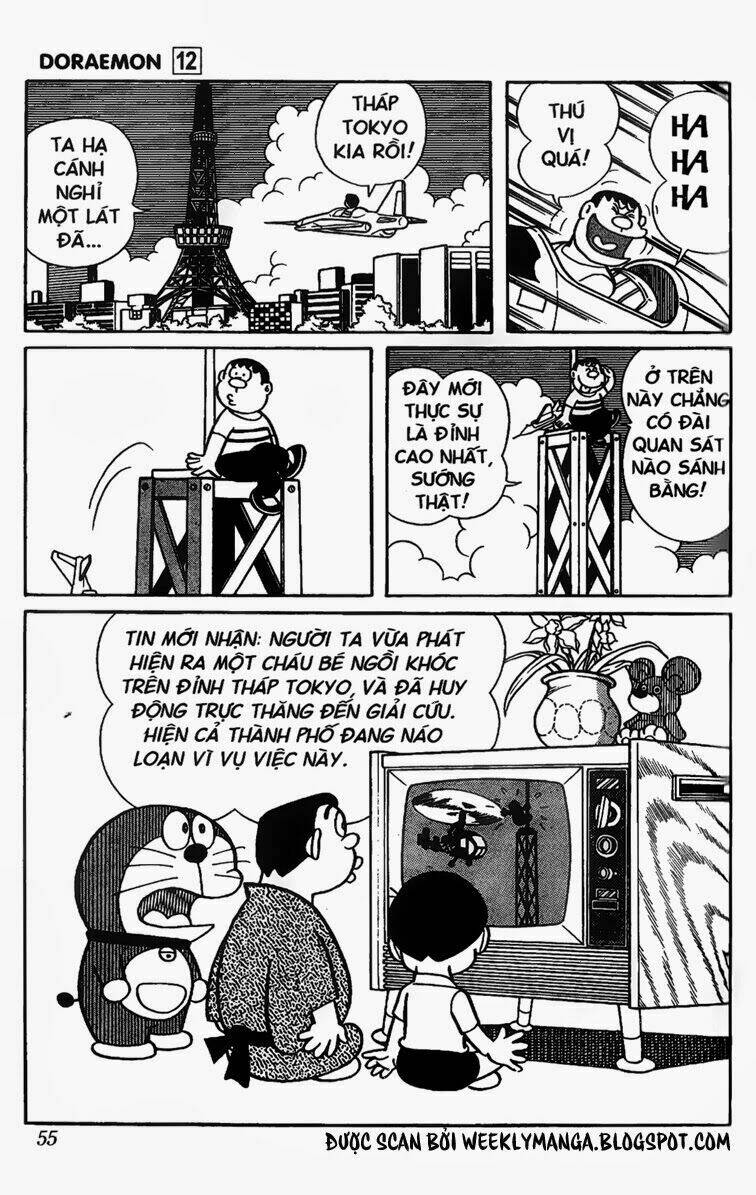 DORAEMON 12
THÁP
TOKYO
KIA RỒI!
TA HẠ
CÁNH
NGHỈ
MỘT LÁT
ĐÃ...
HA
HA
HA
THÚ
VỊ
QUÁ!
ĐÂY MỚI
THỰC SỰ
LÀ ĐỈNH
CAO NHẤT,
SƯỚNG
THẬT!
Ở TRÊN
NÀY CHẲNG
CÓ ĐÀI
QUAN SÁT
NÀO SÁNH
BẰNG!
TIN MỚI NHẬN: NGƯỜI TA VỪA PHÁT
HIỆN RA MỘT CHÁU BÉ NGỒI KHÓC
TRÊN ĐỈNH THÁP TOKYO, VÀ ĐÃ HUY
ĐỘNG TRỰC THĂNG ĐẾN GIẢI CỨU.
HIỆN CẢ THÀNH PHỐ ĐANG NÁO
LOẠN VÌ VỤ VIỆC NÀY.
55
ĐƯỢC SCAN BỞI WEEKLYMANGA.BLOGSPOT.COM